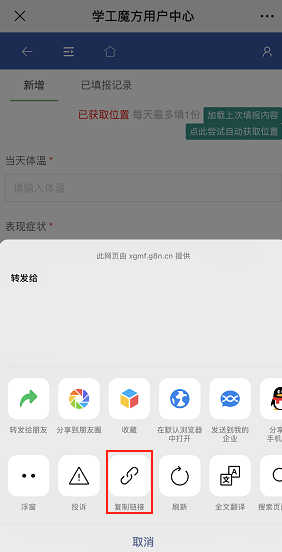 学工魔方用户中心
新增 已填报记录
已获取位置 每天最多填1份 加载上次填报内容
点此尝试自动获取位置
当天体温 *
请输入体温
表现症状 *
此网页由 xgmf.g8n.cn 提供
转发给
转发给朋友 分享到朋友圈 收藏 在默认浏览器中打开 发送到我的企业 分享 手机
浮窗 投诉 复制链接 刷新 全文翻译 搜索页
取消